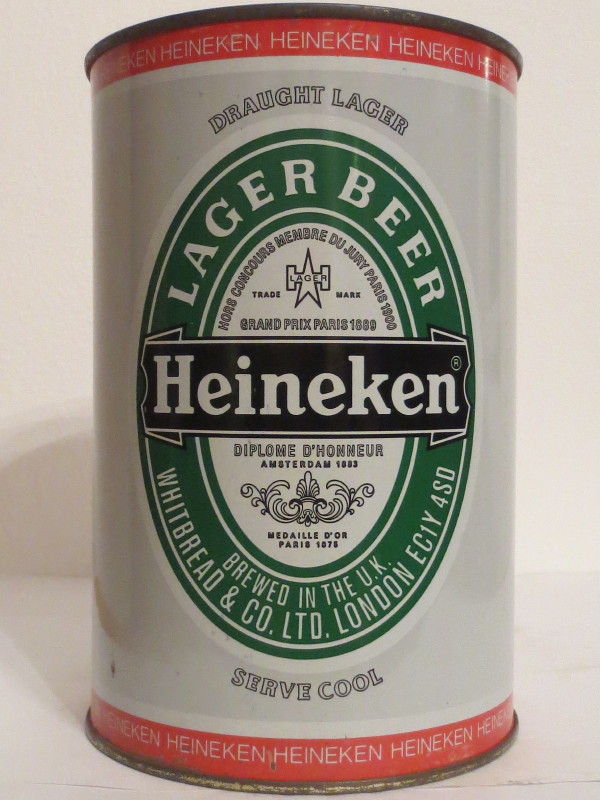 HEINEKEN HEINEKEN HEINEKEN HEINEKEN
DRAUGHT LAGER
LAGER BEER
HORS CONCOURS MEMBRE DU JURY PARIS 1900
LAGER
TRADE MARK
GRAND PRIX PARIS 1889
Heineken®
DIPLOME D'HONNEUR
AMSTERDAM 1883
MEDAILLE D'OR
PARIS 1875
BREWED IN THE U.K.
WHITBREAD & CO. LTD. LONDON EC1Y 4SD
SERVE COOL
HEINEKEN HEINEKEN HEINEKEN HEINEKEN